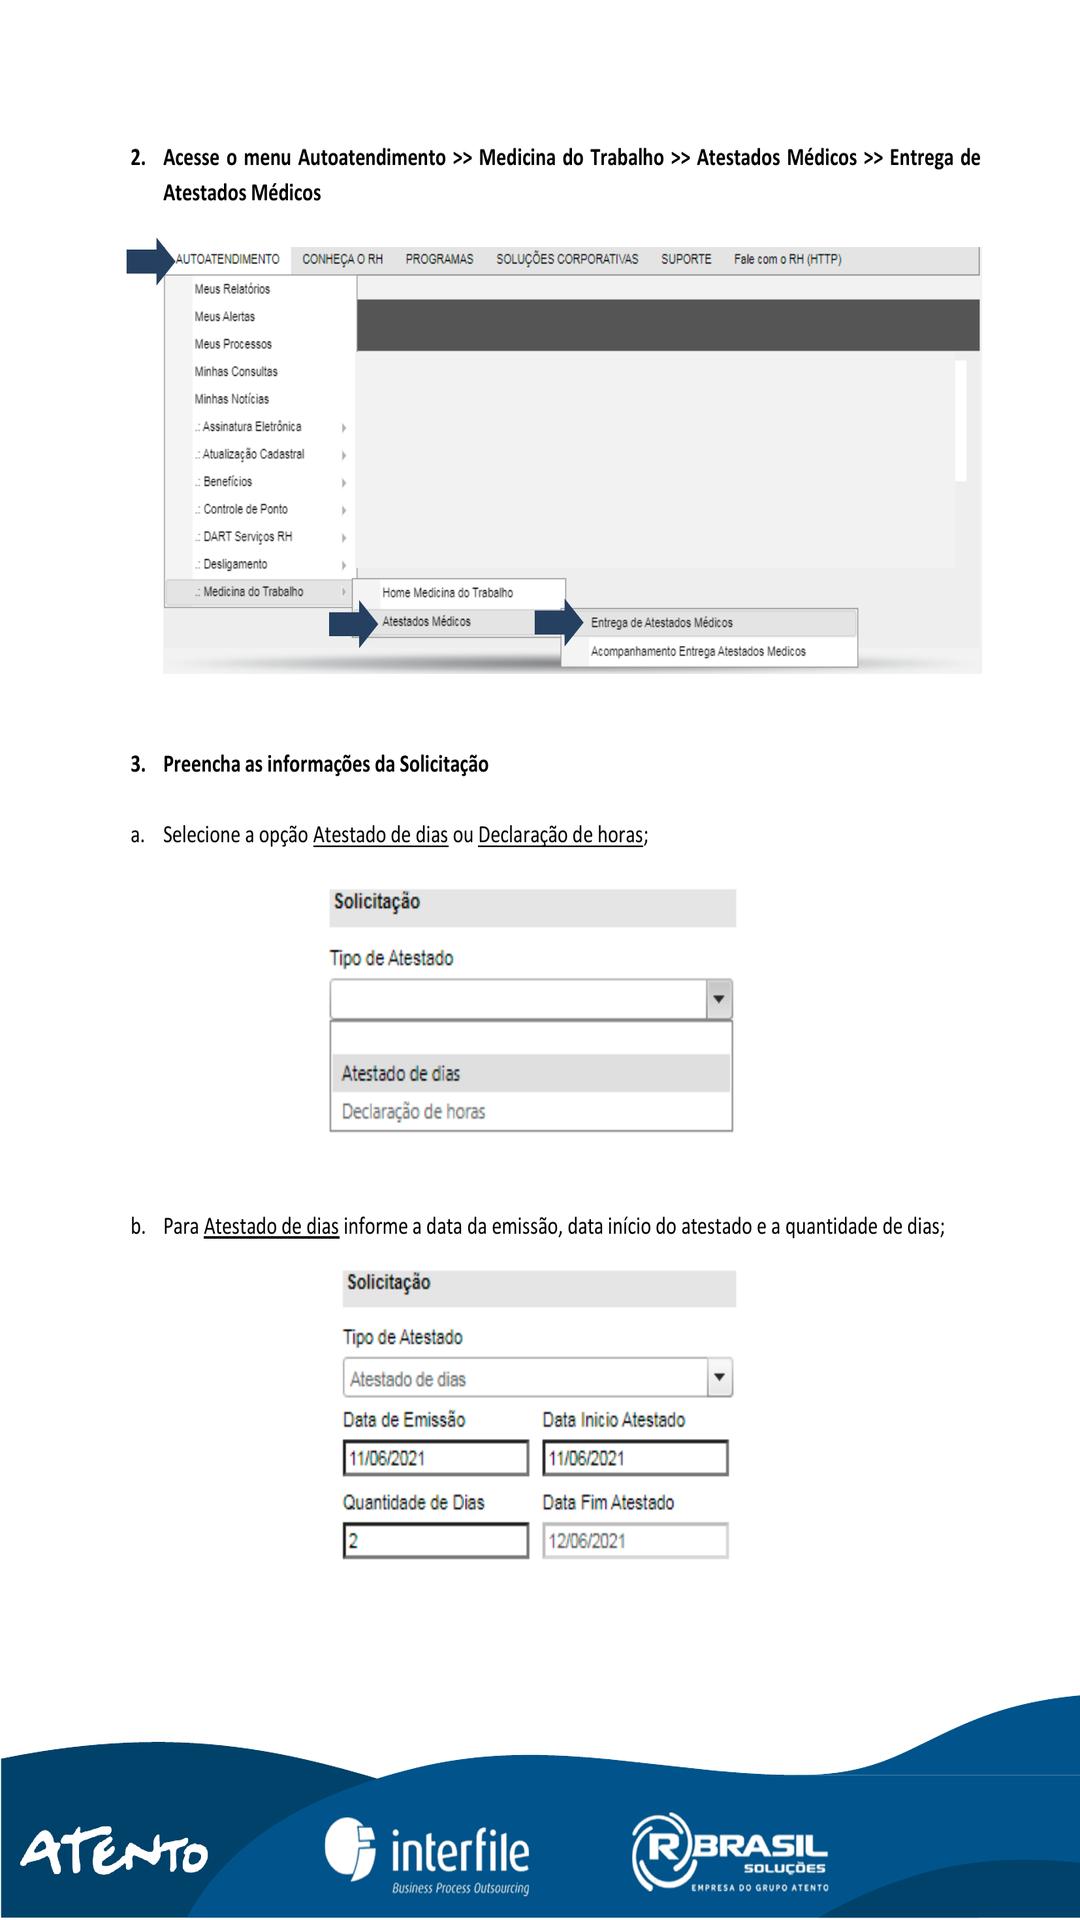 2. Acesse o menu Autoatendimento >> Medicina do Trabalho >> Atestados Médicos >> Entrega de
Atestados Médicos
AUTOATENDIMENTO CONHEÇA O RH PROGRAMAS SOLUÇÕES CORPORATIVAS SUPORTE Fale com o RH (HTTP)
Meus Relatórios
Meus Alertas
Meus Processos
Minhas Consultas
Minhas Notícias
.: Assinatura Eletrônica
.: Atualização Cadastral
.: Benefícios
.: Controle de Ponto
.: DART Serviços RH
.: Desligamento
.: Medicina do Trabalho
Home Medicina do Trabalho
Atestados Médicos
Entrega de Atestados Médicos
Acompanhamento Entrega Atestados Medicos
3. Preencha as informações da Solicitação
a. Selecione a opção Atestado de dias ou Declaração de horas;
Solicitação
Tipo de Atestado
Atestado de dias
Declaração de horas
b. Para Atestado de dias informe a data da emissão, data início do atestado e a quantidade de dias;
Solicitação
Tipo de Atestado
Atestado de dias
Data de Emissão Data Inicio Atestado
11/06/2021 11/06/2021
Quantidade de Dias Data Fim Atestado
2 12/06/2021
ATENTO
interfile
Business Process Outsourcing
RBRASIL
SOLUÇÕES
EMPRESA DO GRUPO ATENTO